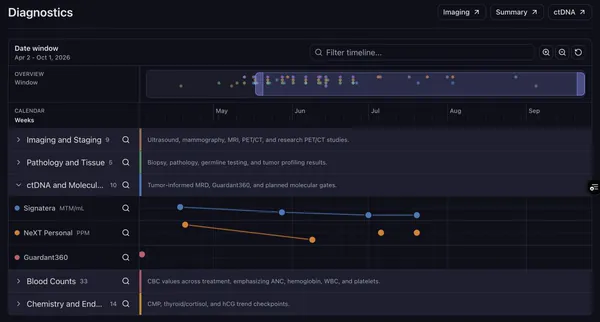 Diagnostics
Imaging ↗
Summary ↗
ctDNA ↗
Date window
Apr 2 - Oct 1, 2026
Filter timeline...
OVERVIEW
Window
CALENDAR
Weeks
May Jun Jul Aug Sep
Imaging and Staging 9
Ultrasound, mammography, MRI, PET/CT, and research PET/CT studies.
Pathology and Tissue 5
Biopsy, pathology, germline testing, and tumor profiling results.
ctDNA and Molecul... 10
Tumor-informed MRD, Guardant360, and planned molecular gates.
Signatera MTM/mL
NeXT Personal PPM
Guardant360
Blood Counts 33
CBC values across treatment, emphasizing ANC, hemoglobin, WBC, and platelets.
Chemistry and End... 14
CMP, thyroid/cortisol, and hCG trend checkpoints.